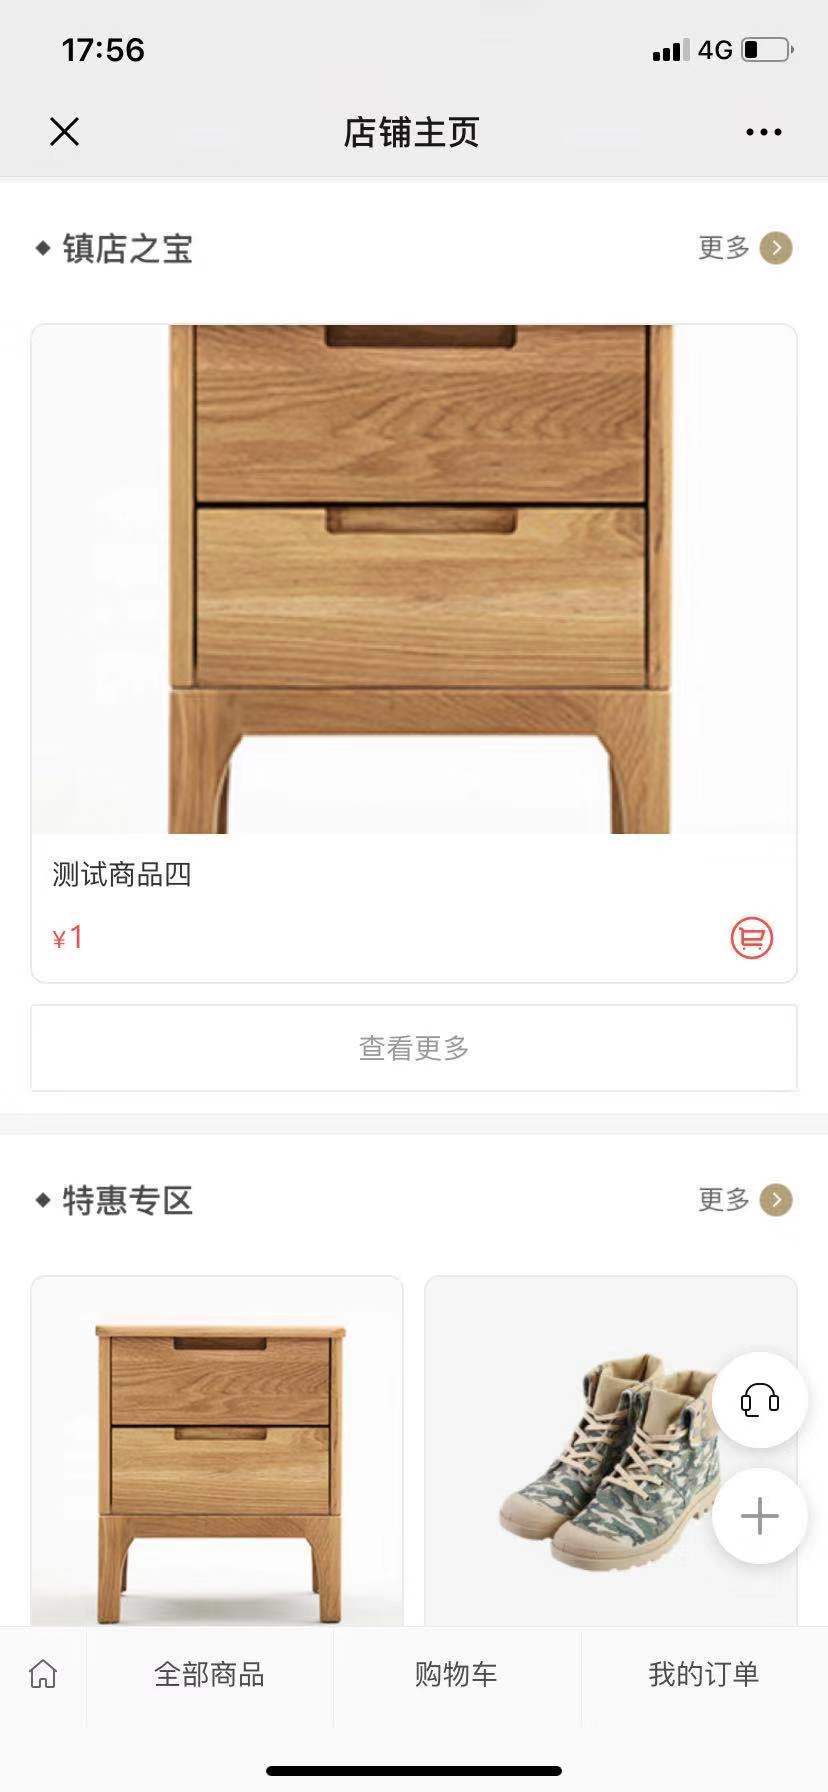 17:56
4G
店铺主页
镇店之宝
更多
测试商品四
¥1
查看更多
特惠专区
更多
全部商品
购物车
我的订单